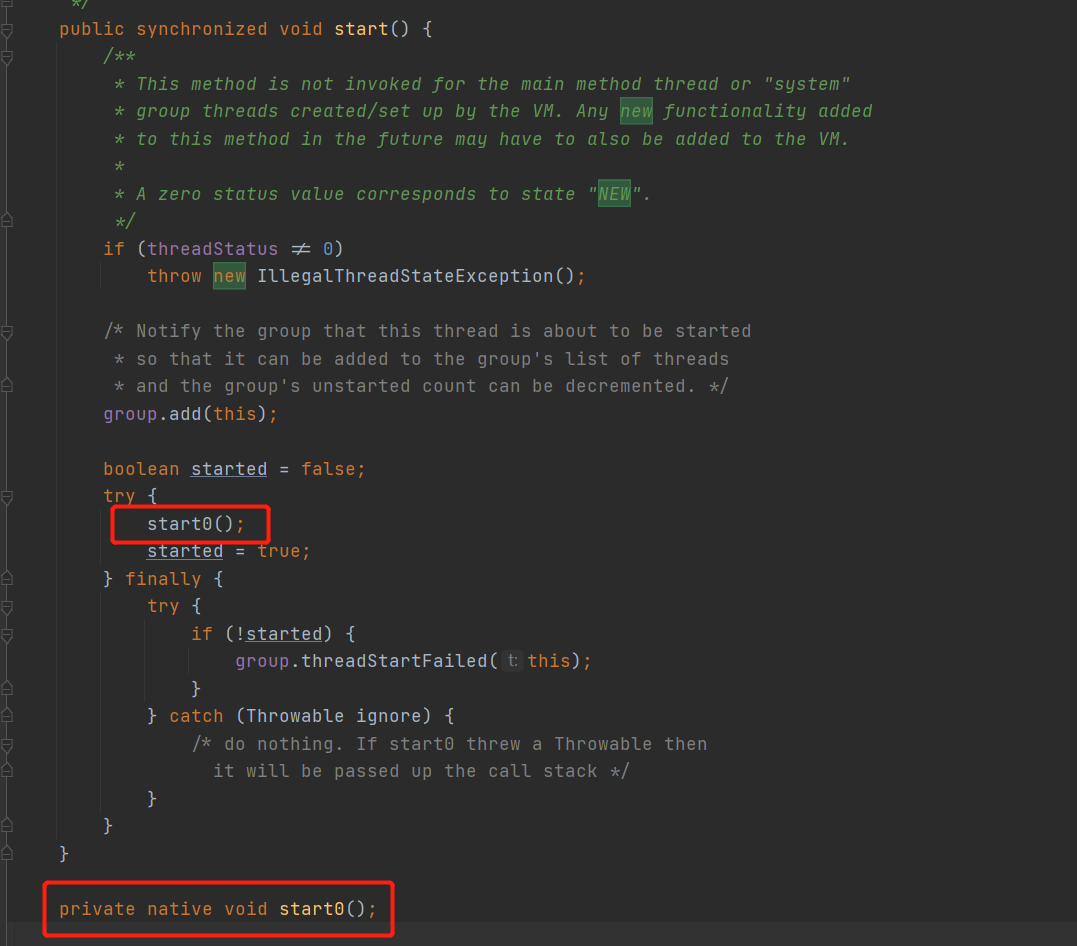 */
public synchronized void start() {
/**
* This method is not invoked for the main method thread or "system"
* group threads created/set up by the VM. Any new functionality added
* to this method in the future may have to also be added to the VM.
*
* A zero status value corresponds to state "NEW".
*/
if (threadStatus ≠ 0)
throw new IllegalThreadStateException();
/* Notify the group that this thread is about to be started
* so that it can be added to the group's list of threads
* and the group's unstarted count can be decremented. */
group.add(this);
boolean started = false;
try {
start0();
started = true;
} finally {
try {
if (!started) {
group.threadStartFailed( t: this);
}
} catch (Throwable ignore) {
/* do nothing. If start0 threw a Throwable then
it will be passed up the call stack */
}
}
}
private native void start0();